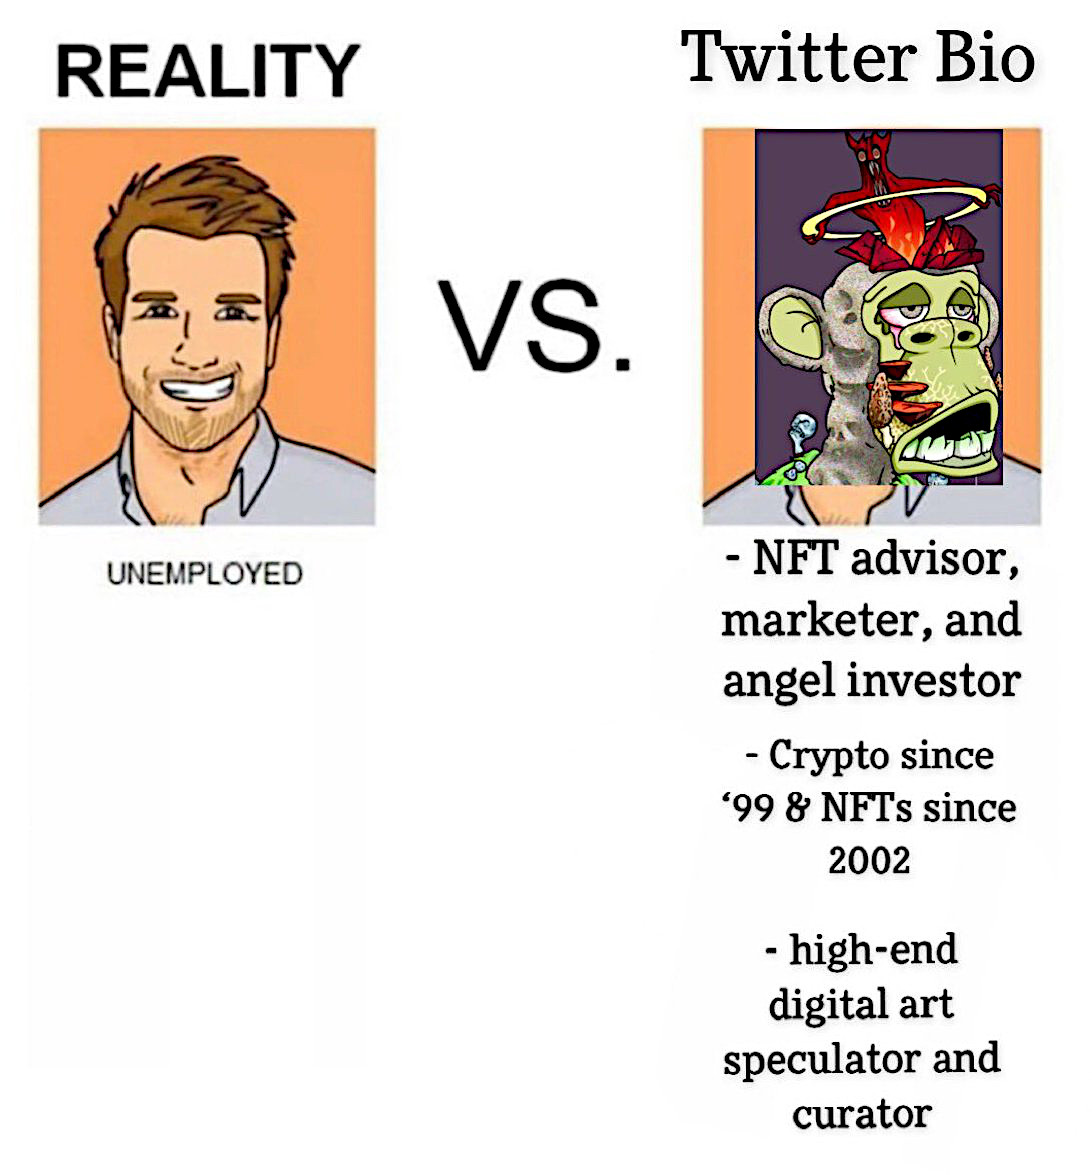 REALITY
Twitter Bio
VS.
UNEMPLOYED
- NFT advisor,
marketer, and
angel investor
- Crypto since
‘99 & NFTs since
2002
- high-end
digital art
speculator and
curator